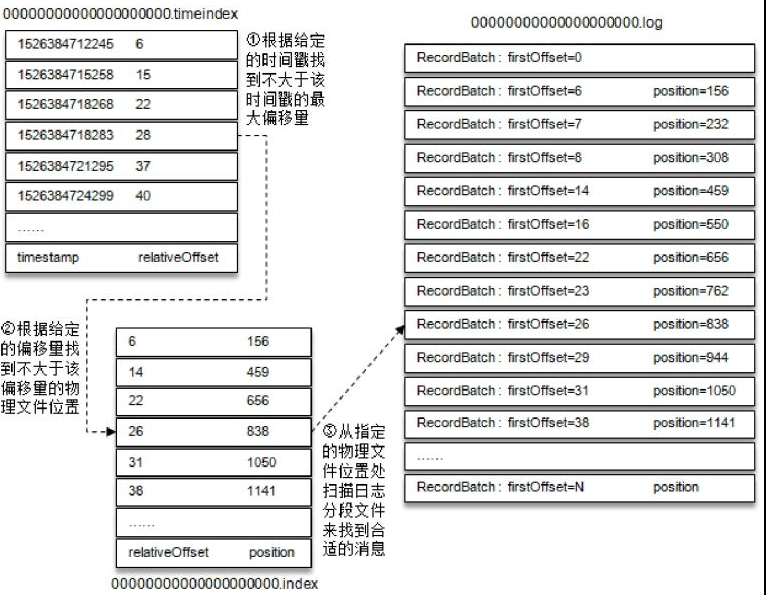 00000000000000000000.timeindex
1526384712245 6
1526384715258 15
1526384718268 22
1526384718283 28
1526384721295 37
1526384724299 40
......
timestamp relativeOffset
①根据给定
的时间戳找
到不大于该
时间戳的最
大偏移量
②根据给定
的偏移量找
到不大于该
偏移量的物
理文件位置
6 156
14 459
22 656
26 838
31 1050
38 1141
......
relativeOffset position
00000000000000000000.index
③从指定
的物理文
件位置处
扫描日志
分段文件
来找到合
适的消息
00000000000000000000.log
RecordBatch: firstOffset=0
RecordBatch: firstOffset=6 position=156
RecordBatch: firstOffset=7 position=232
RecordBatch: firstOffset=8 position=308
RecordBatch: firstOffset=14 position=459
RecordBatch: firstOffset=16 position=550
RecordBatch: firstOffset=22 position=656
RecordBatch: firstOffset=23 position=762
RecordBatch: firstOffset=26 position=838
RecordBatch: firstOffset=29 position=944
RecordBatch: firstOffset=31 position=1050
RecordBatch: firstOffset=38 position=1141
......
RecordBatch: firstOffset=N position